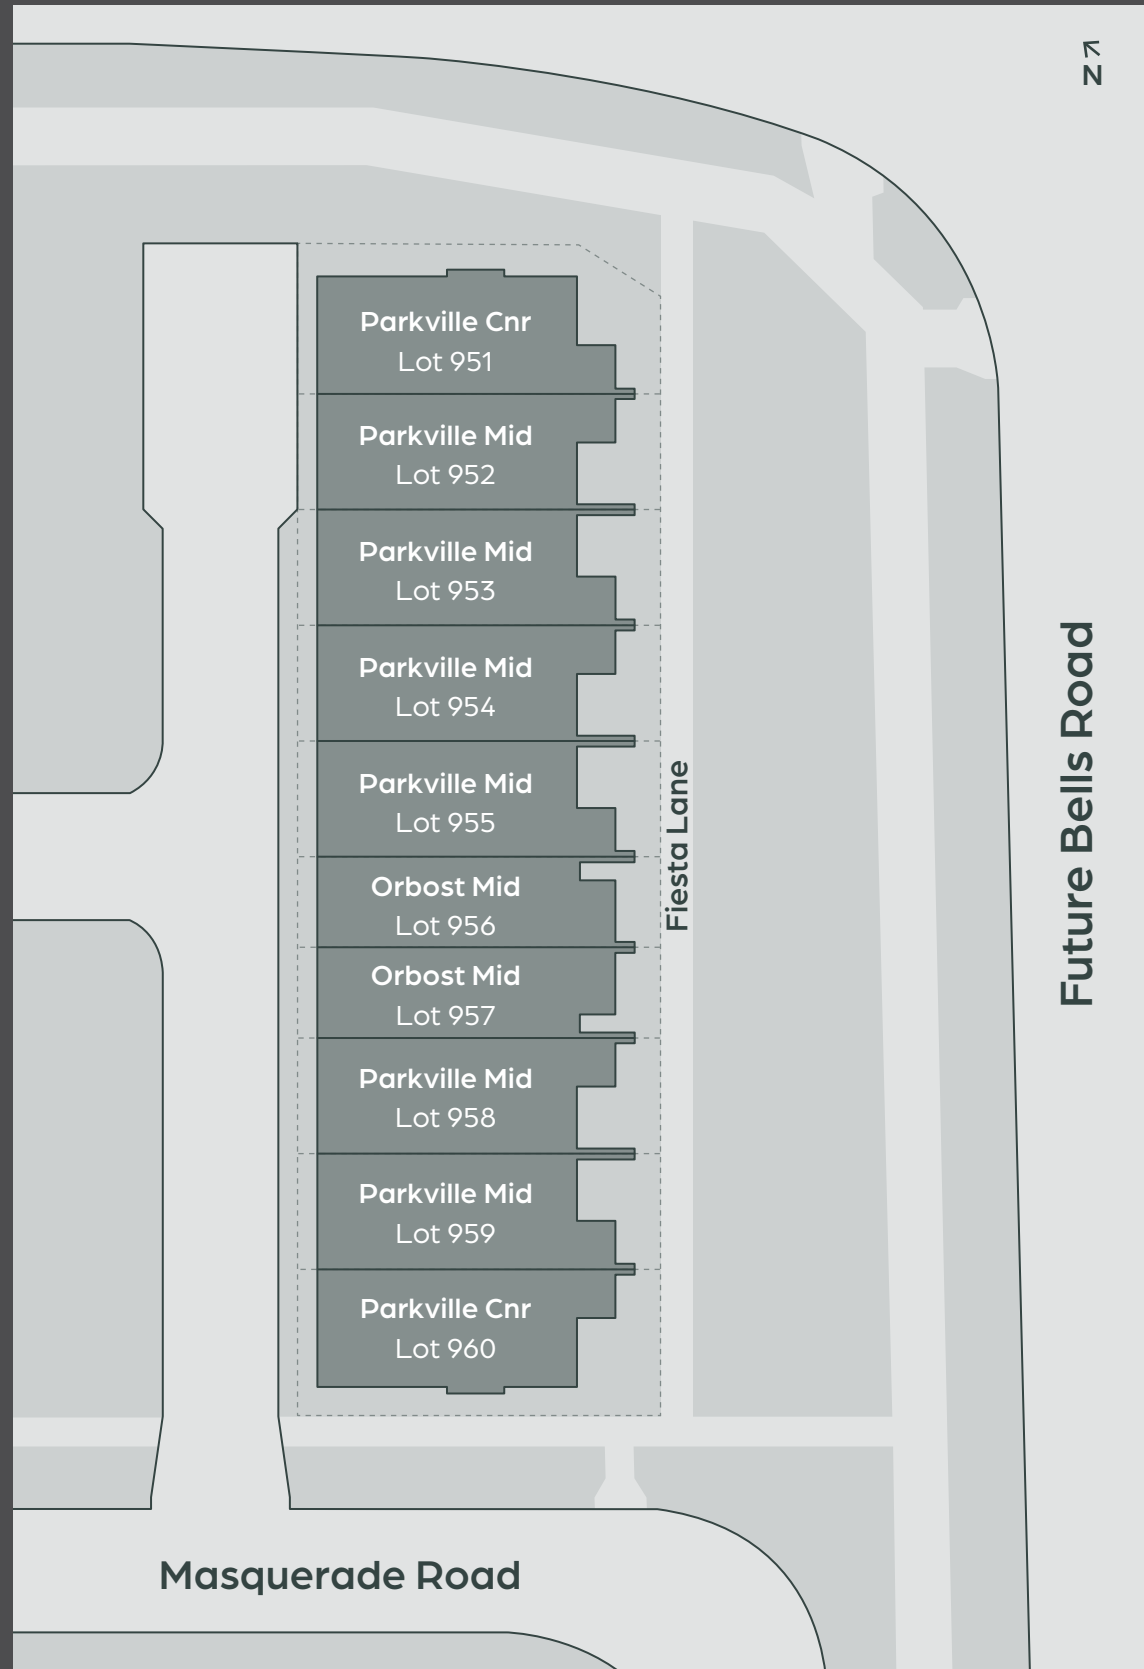 N
Parkville Cnr
Lot 951
Parkville Mid
Lot 952
Parkville Mid
Lot 953
Parkville Mid
Lot 954
Parkville Mid
Lot 955
Orbost Mid
Lot 956
Orbost Mid
Lot 957
Parkville Mid
Lot 958
Parkville Mid
Lot 959
Parkville Cnr
Lot 960
Fiesta Lane
Future Bells Road
Masquerade Road